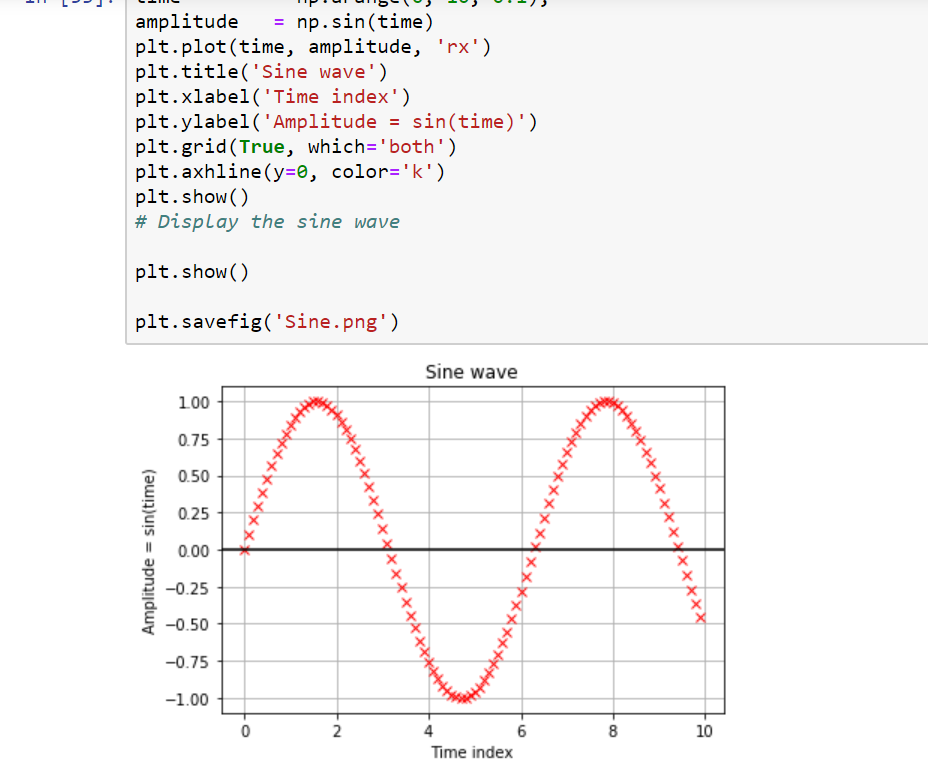 amplitude   = np.sin(time)
plt.plot(time, amplitude, 'rx')
plt.title('Sine wave')
plt.xlabel('Time index')
plt.ylabel('Amplitude = sin(time)')
plt.grid(True, which='both')
plt.axhline(y=0, color='k')
plt.show()
# Display the sine wave
plt.show()
plt.savefig('Sine.png')
Sine wave
1.00
0.75
0.50
0.25
0.00
−0.25
−0.50
−0.75
−1.00
Amplitude = sin(time)
0 2 4 6 8 10
Time index